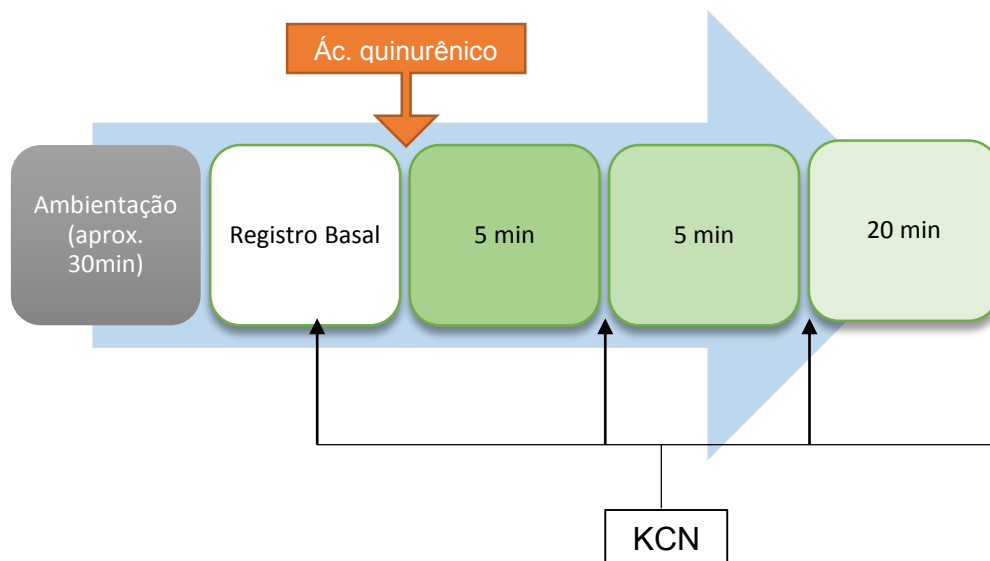 Ác. quinurênico
Ambientação
(aprox.
30min)
Registro Basal
5 min
5 min
20 min
KCN